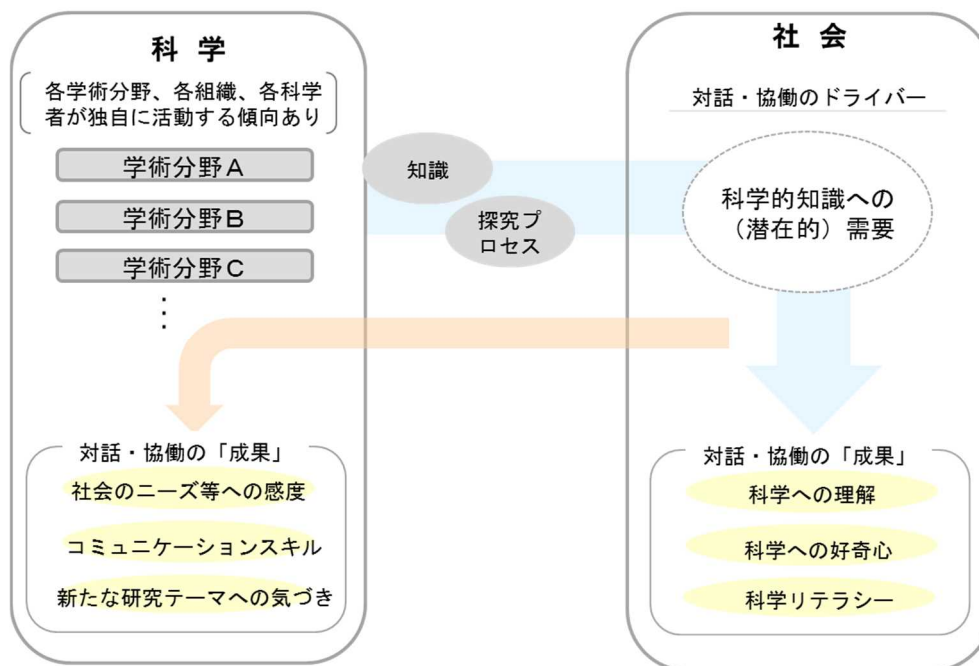 科 学
各学術分野、各組織、各科学
者が独自に活動する傾向あり
学術分野Ａ
学術分野Ｂ
学術分野Ｃ
⋮
知識
探究プ
ロセス
社 会
対話・協働のドライバー
科学的知識への
（潜在的）需要
対話・協働の「成果」
社会のニーズ等への感度
コミュニケーションスキル
新たな研究テーマへの気づき
対話・協働の「成果」
科学への理解
科学への好奇心
科学リテラシー